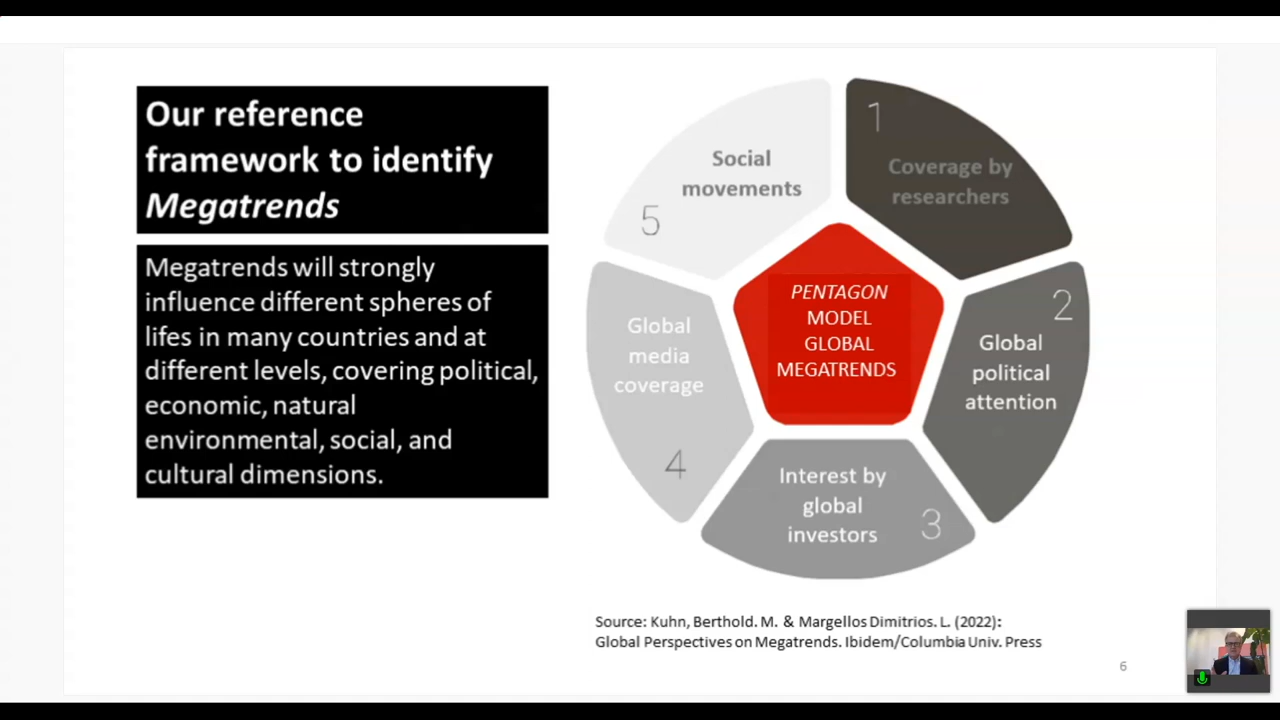 Our reference
framework to identify
Megatrends
Megatrends will strongly
influence different spheres of
lifes in many countries and at
different levels, covering political,
economic, natural
environmental, social, and
cultural dimensions.
1
Coverage by
researchers
2
Global
political
attention
Interest by
global
investors
3
Global
media
coverage
4
Social
movements
5
PENTAGON
MODEL
GLOBAL
MEGATRENDS
Source: Kuhn, Berthold. M. & Margellos Dimitrios. L. (2022):
Global Perspectives on Megatrends. Ibidem/Columbia Univ. Press
6